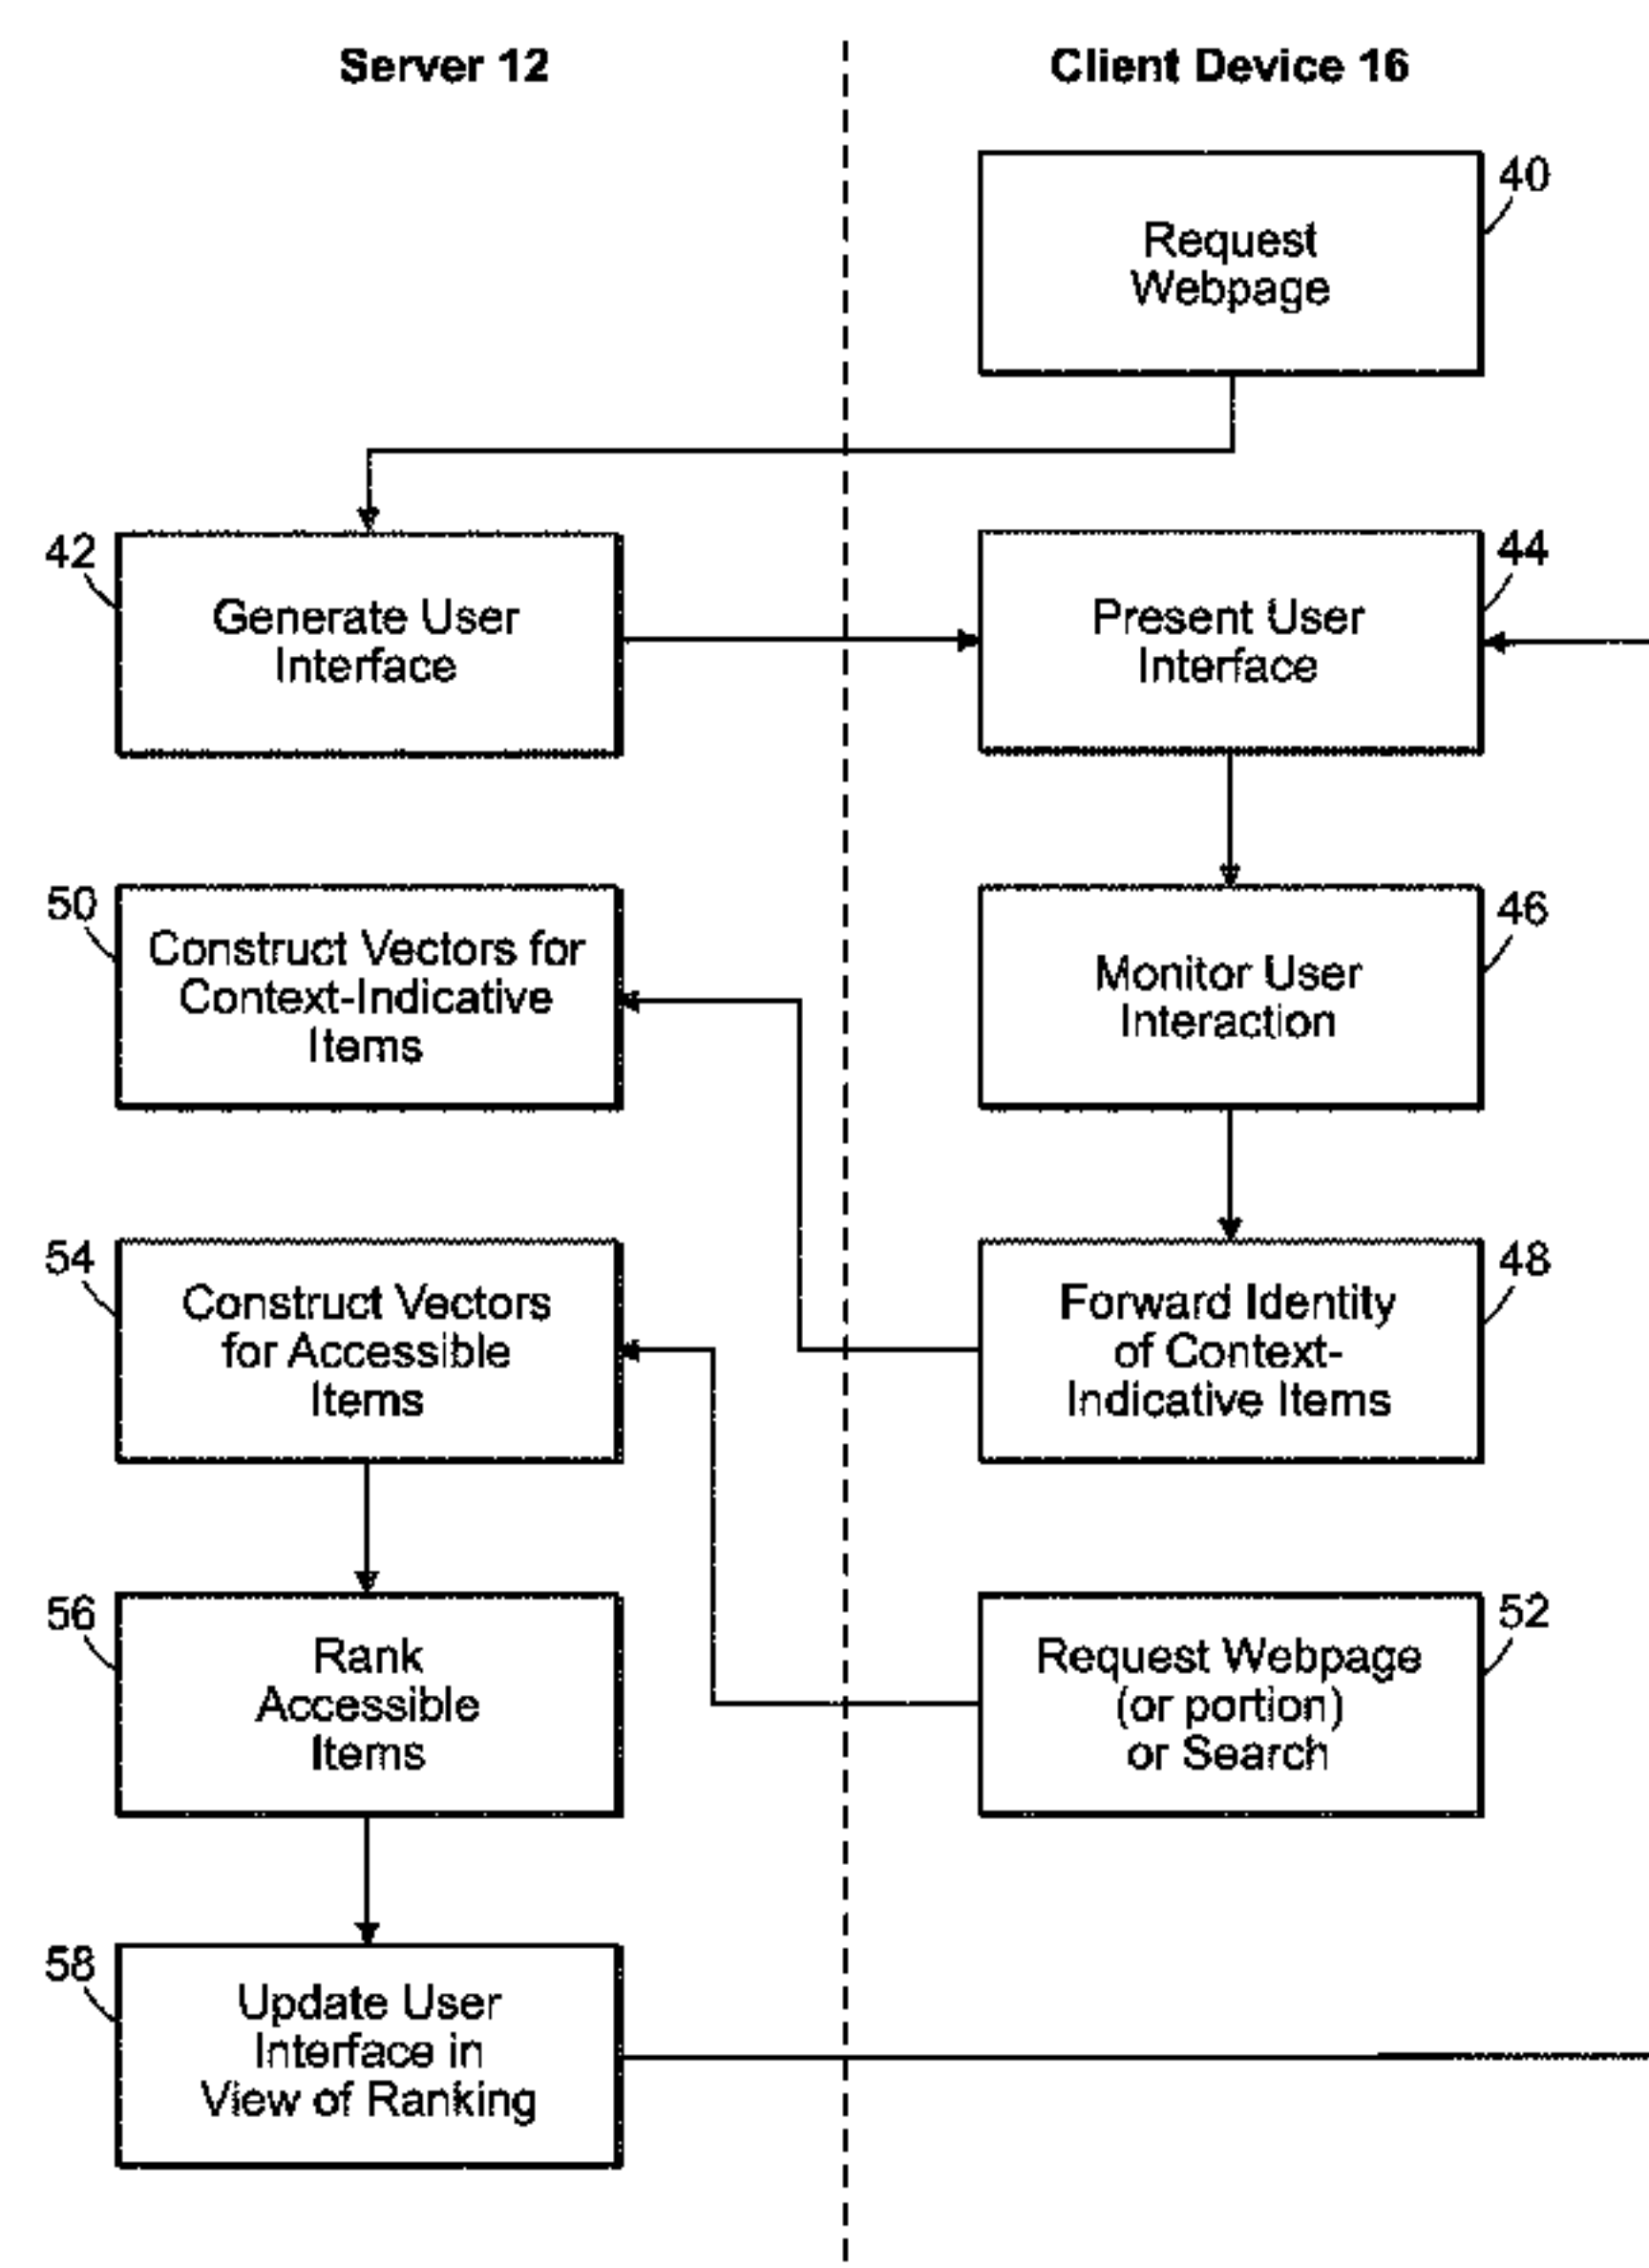 Server 12
Client Device 16
40
Request
Webpage
42
Generate User
Interface
44
Present User
Interface
50
Construct Vectors for
Context-Indicative
Items
46
Monitor User
Interaction
54
Construct Vectors
for Accessible
Items
48
Forward Identity
of Context-
Indicative Items
56
Rank
Accessible
Items
52
Request Webpage
(or portion)
or Search
58
Update User
Interface in
View of Ranking